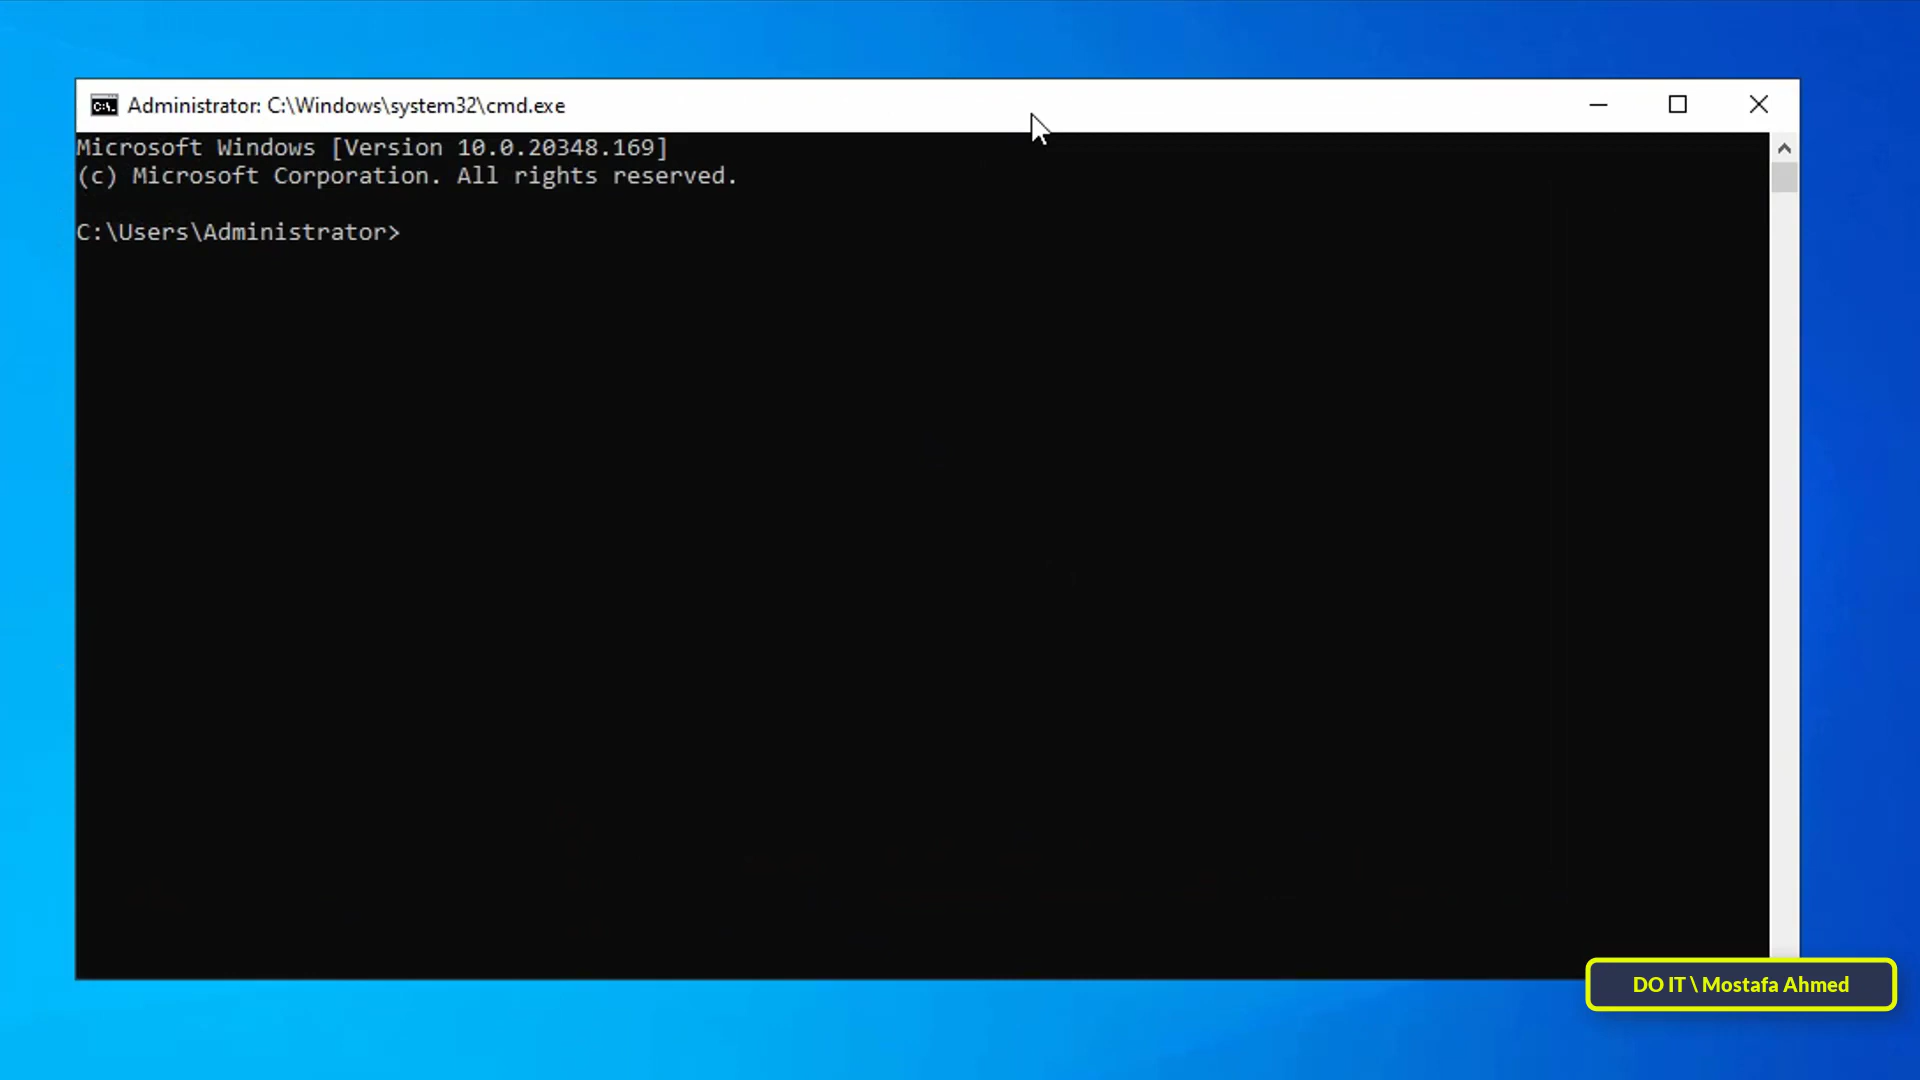 Administrator: C:\Windows\system32\cmd.exe
Microsoft Windows [Version 10.0.20348.169]
(c) Microsoft Corporation. All rights reserved.
C:\Users\Administrator>
DO IT \ Mostafa Ahmed